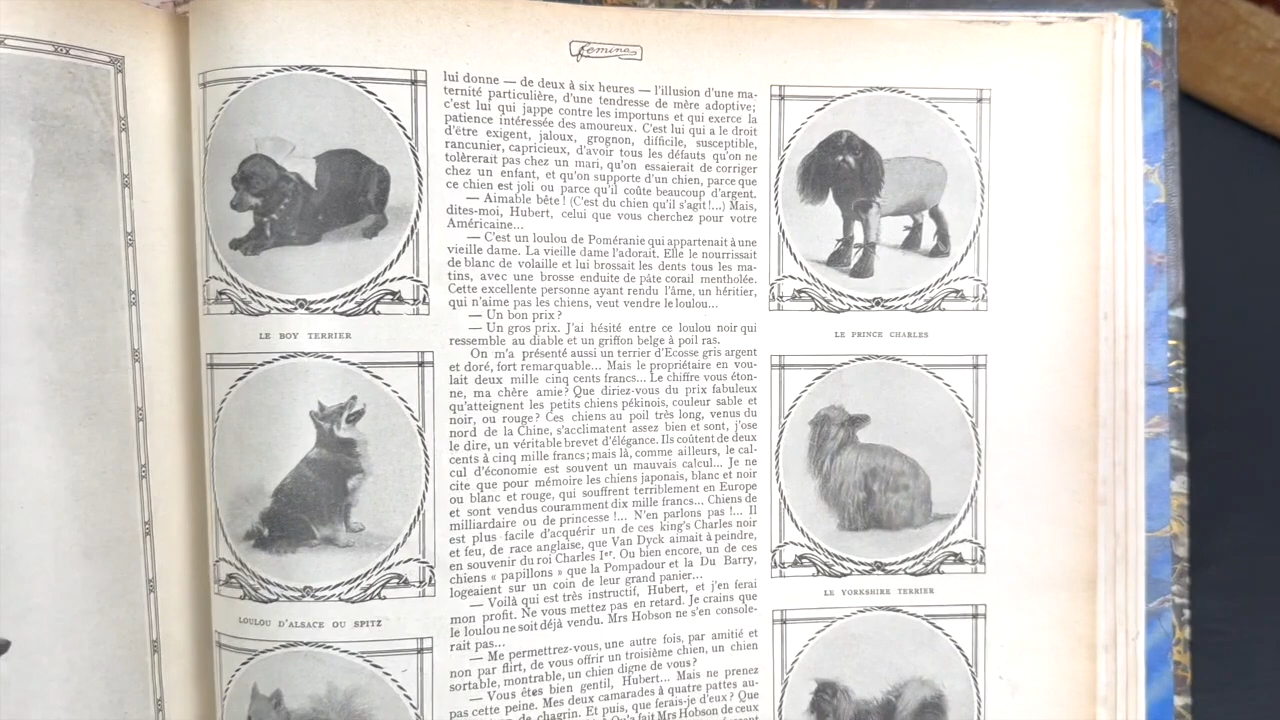 femina
lui donne — de deux à six heures — l'illusion d'une ma-
ternité particulière, d'une tendresse de mère adoptive;
c'est lui qui jappe contre les importuns et qui exerce la
patience intéressée des amoureux. C'est lui qui a le droit
d'être exigent, jaloux, grognon, difficile, susceptible,
rancunier, capricieux, d'avoir tous les défauts qu'on ne
tolèrerait pas chez un mari, qu'on essaierait de corriger
chez un enfant, et qu'on supporte d'un chien, parce que
ce chien est joli ou parce qu'il coûte beaucoup d'argent.
— Aimable bête! (C'est du chien qu'il s'agit!...) Mais,
dites-moi, Hubert, celui que vous cherchez pour votre
Américaine...
— C'est un loulou de Poméranie qui appartenait à une
vieille dame. La vieille dame l'adorait. Elle le nourrissait
de blanc de volaille et lui brossait les dents tous les ma-
tins, avec une brosse enduite de pâte corail mentholée.
Cette excellente personne ayant rendu l'âme, un héritier,
qui n'aime pas les chiens, veut vendre le loulou...
— Un bon prix?
— Un gros prix. J'ai hésité entre ce loulou noir qui
ressemble au diable et un griffon belge à poil ras.
On m'a présenté aussi un terrier d'Ecosse gris argent
et doré, fort remarquable... Mais le propriétaire en vou-
lait deux mille cinq cents francs... Le chiffre vous éton-
ne, ma chère amie? Que diriez-vous du prix fabuleux
qu'atteignent les petits chiens pékinois, couleur sable et
noir, ou rouge? Ces chiens au poil très long, venus du
nord de la Chine, s'acclimatent assez bien et sont, j'ose
le dire, un véritable brevet d'élégance. Ils coûtent de deux
cents à cinq mille francs; mais là, comme ailleurs, le cal-
cul d'économie est souvent un mauvais calcul... Je ne
cite que pour mémoire les chiens japonais, blanc et noir
ou blanc et rouge, qui souffrent terriblement en Europe
et sont vendus couramment dix mille francs... Chiens de
milliardaire ou de princesse!... N'en parlons pas!... Il
est plus facile d'acquérir un de ces king's Charles noir
et feu, de race anglaise, que Van Dyck aimait à peindre,
en souvenir du roi Charles Ier. Ou bien encore, un de ces
chiens « papillons » que la Pompadour et la Du Barry,
logeaient sur un coin de leur grand panier...
— Voilà qui est très instructif, Hubert, et j'en ferai
mon profit. Ne vous mettez pas en retard. Je crains que
le loulou ne soit déjà vendu. Mrs Hobson ne s'en console-
rait pas...
— Me permettrez-vous, une autre fois, par amitié et
non par flirt, de vous offrir un troisième chien, un chien
sortable, montrable, un chien digne de vous?
— Vous êtes bien gentil, Hubert... Mais ne prenez
pas cette peine. Mes deux camarades à quatre pattes au-
de chagrin. Et puis, que ferais-je d'eux? Que
Qu'a fait Mrs Hobson de ceux
LE BOY TERRIER
LOULOU D'ALSACE OU SPITZ
LE PRINCE CHARLES
LE YORKSHIRE TERRIER